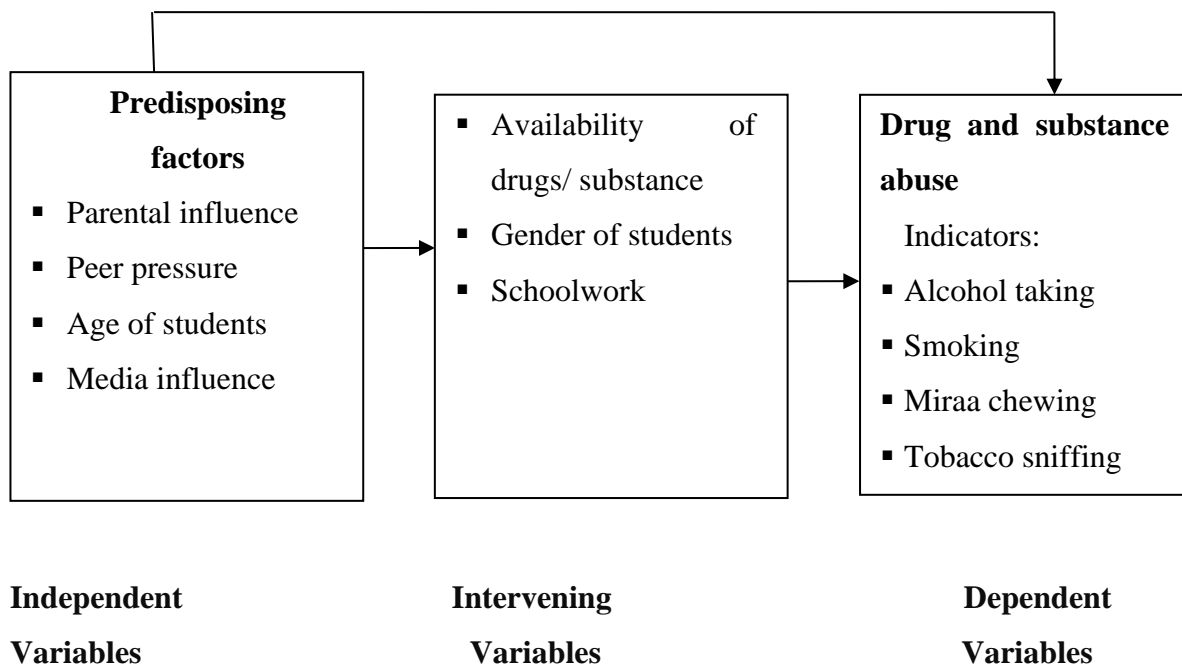 Predisposing
factors
▪ Parental influence
▪ Peer pressure
▪ Age of students
▪ Media influence
▪ Availability of
drugs/ substance
▪ Gender of students
▪ Schoolwork
Drug and substance
abuse
Indicators:
▪ Alcohol taking
▪ Smoking
▪ Miraa chewing
▪ Tobacco sniffing
Independent
Variables
Intervening
Variables
Dependent
Variables